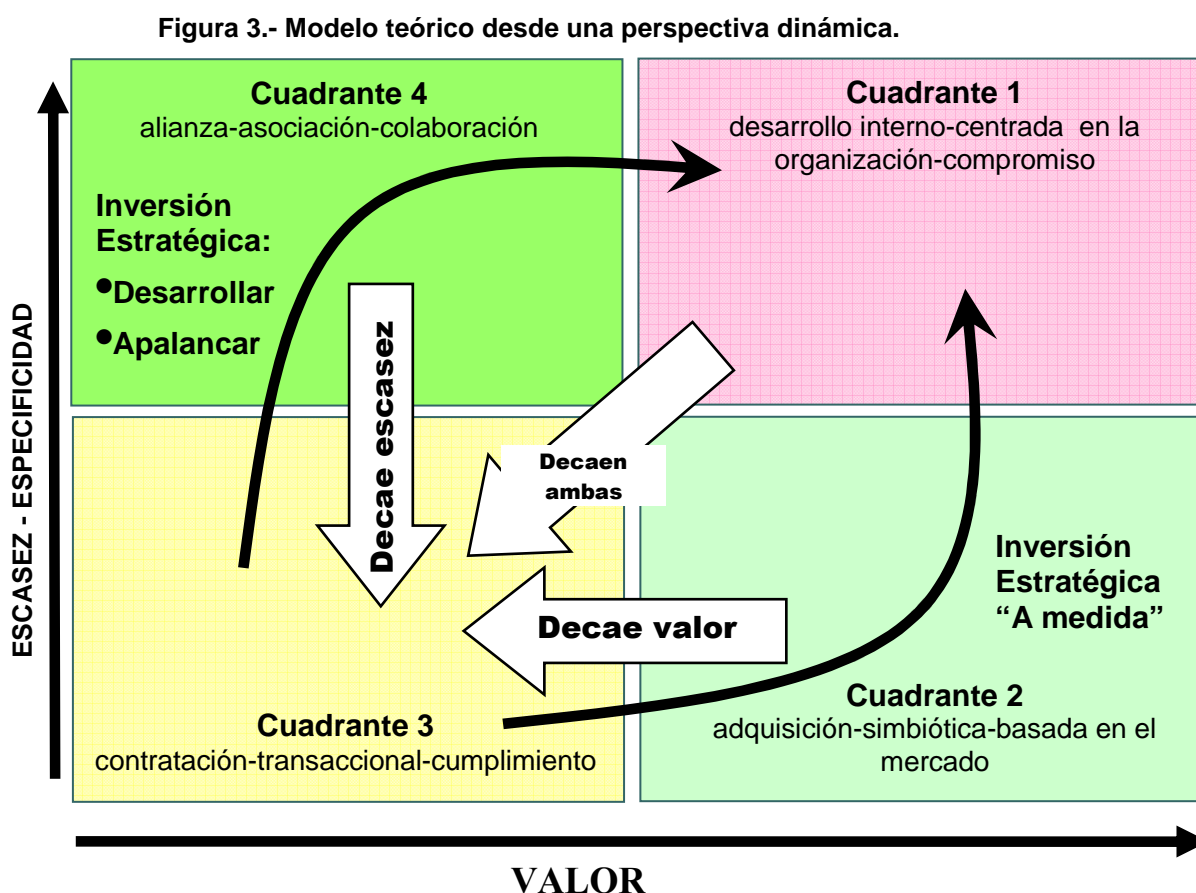 Figura 3.- Modelo teórico desde una perspectiva dinámica.
Cuadrante 4
alianza-asociación-colaboración
Inversión
Estratégica:
•Desarrollar
•Apalancar
Cuadrante 1
desarrollo interno-centrada en la
organización-compromiso
ESCASEZ - ESPECIFICIDAD
Decae escasez
Decaen
ambas
Decae valor
Inversión
Estratégica
“A medida”
Cuadrante 3
contratación-transaccional-cumplimiento
Cuadrante 2
adquisición-simbiótica-basada en el
mercado
VALOR